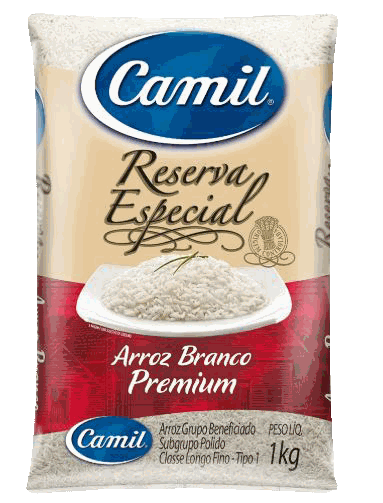 Camil
Reserva
Especial
Arroz Branco
Premium
Camil
Arroz Grupo Beneficiado
Subgrupo Polido
Classe Longo Fino - Tipo 1
PESO LÍQ.
1kg